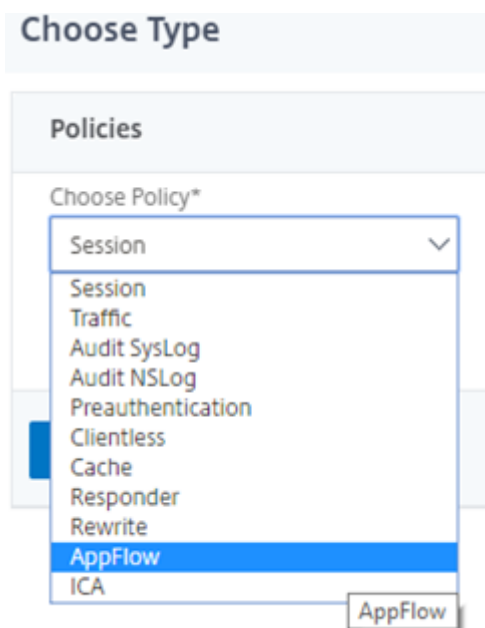 Choose Type
Policies
Choose Policy*
Session
Session
Traffic
Audit SysLog
Audit NSLog
Preauthentication
Clientless
Cache
Responder
Rewrite
AppFlow
ICA
AppFlow